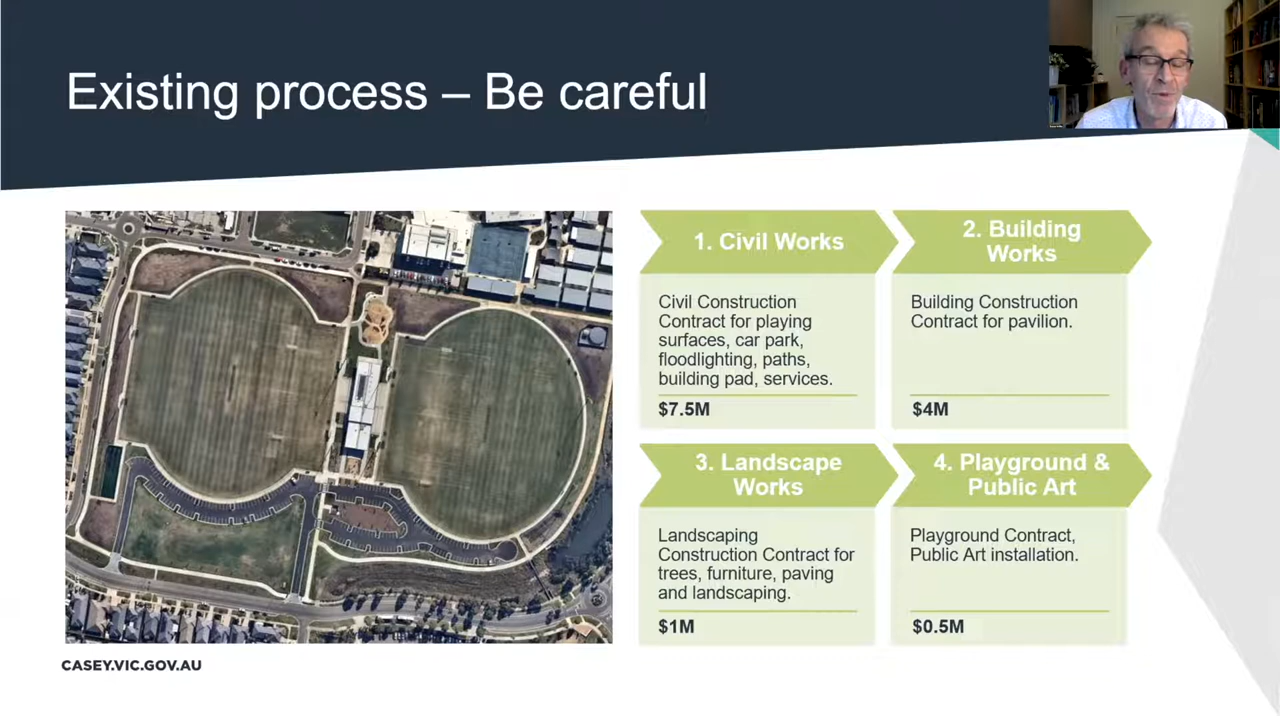 Existing process – Be careful
1. Civil Works
Civil Construction
Contract for playing
surfaces, car park,
floodlighting, paths,
building pad, services.
$7.5M
2. Building
Works
Building Construction
Contract for pavilion.
$4M
3. Landscape
Works
Landscaping
Construction Contract for
trees, furniture, paving
and landscaping.
$1M
4. Playground &
Public Art
Playground Contract,
Public Art installation.
$0.5M
CASEY.VIC.GOV.AU